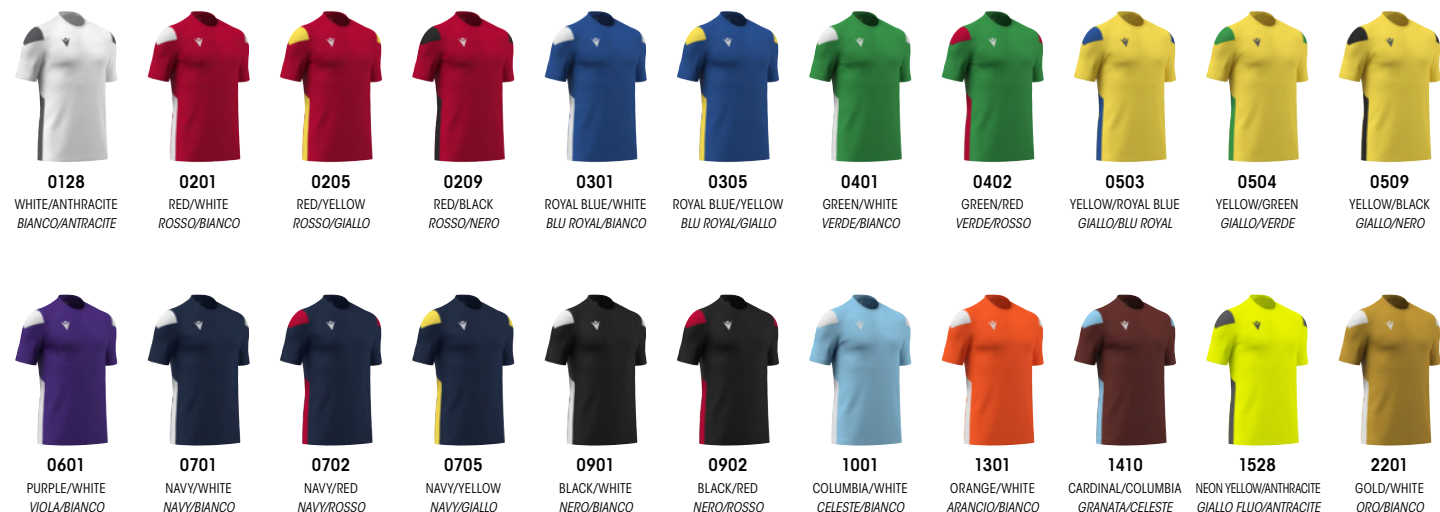 0128
WHITE/ANTHRACITE
BIANCO/ANTRACITE
0201
RED/WHITE
ROSSO/BIANCO
0205
RED/YELLOW
ROSSO/GIALLO
0209
RED/BLACK
ROSSO/NERO
0301
ROYAL BLUE/WHITE
BLU ROYAL/BIANCO
0305
ROYAL BLUE/YELLOW
BLU ROYAL/GIALLO
0401
GREEN/WHITE
VERDE/BIANCO
0402
GREEN/RED
VERDE/ROSSO
0503
YELLOW/ROYAL BLUE
GIALLO/BLU ROYAL
0504
YELLOW/GREEN
GIALLO/VERDE
0509
YELLOW/BLACK
GIALLO/NERO
0601
PURPLE/WHITE
VIOLA/BIANCO
0701
NAVY/WHITE
NAVY/BIANCO
0702
NAVY/RED
NAVY/ROSSO
0705
NAVY/YELLOW
NAVY/GIALLO
0901
BLACK/WHITE
NERO/BIANCO
0902
BLACK/RED
NERO/ROSSO
1001
COLUMBIA/WHITE
CELESTE/BIANCO
1301
ORANGE/WHITE
ARANCIO/BIANCO
1410
CARDINAL/COLUMBIA
GRANATA/CELESTE
1528
NEON YELLOW/ANTHRACITE
GIALLO FLUO/ANTRACITE
2201
GOLD/WHITE
ORO/BIANCO